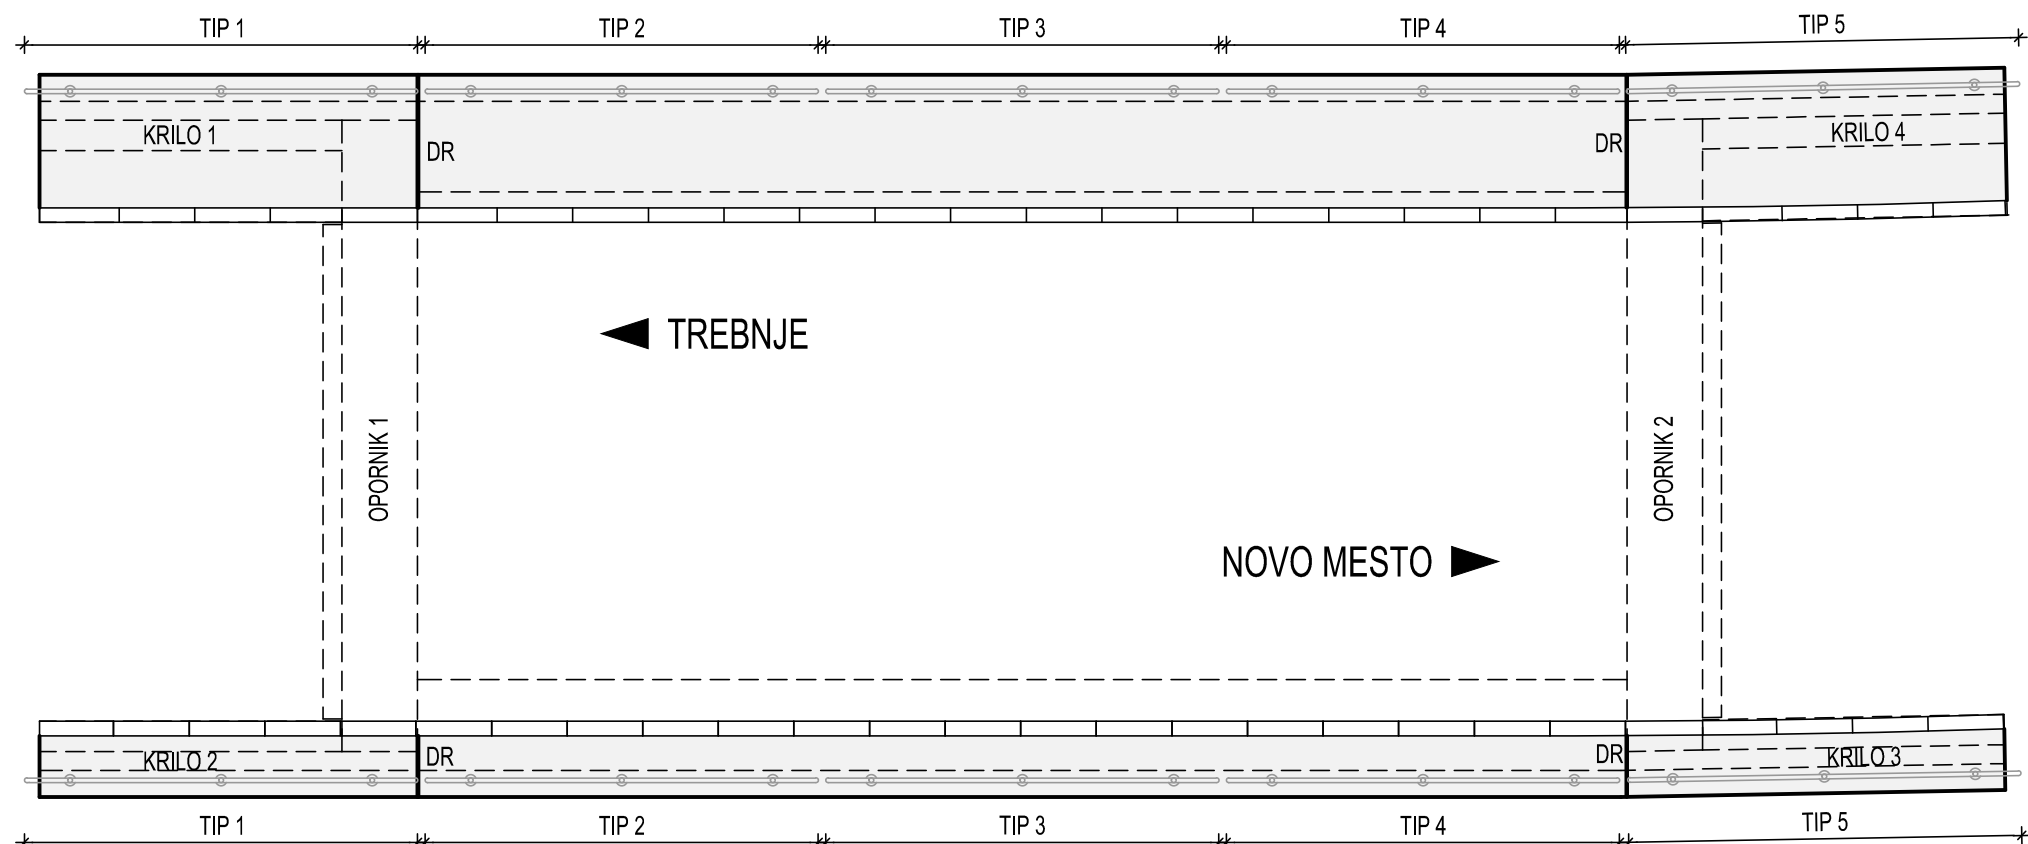 TIP 1
TIP 2
TIP 3
TIP 4
TIP 5
KRILO 1
DR
DR
KRILO 4
TREBNJE
OPORNIK 1
OPORNIK 2
NOVO MESTO
KRILO 2
DR
DR
KRILO 3
TIP 1
TIP 2
TIP 3
TIP 4
TIP 5